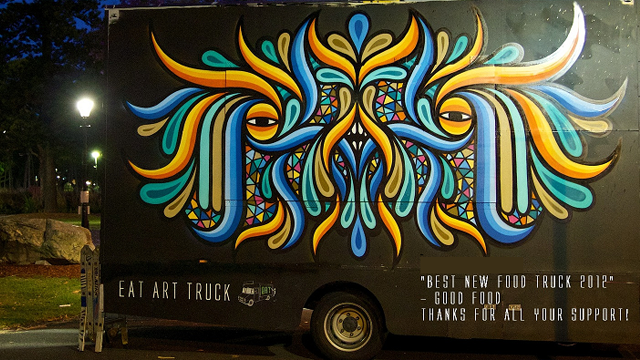 EAT ART TRUCK
"BEST NEW FOOD TRUCK 2012"
- GOOD FOOD
THANKS FOR ALL YOUR SUPPORT!